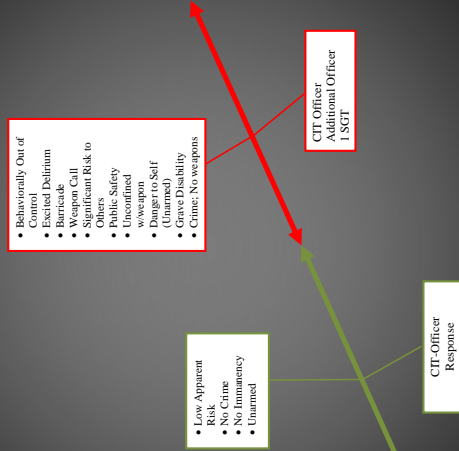 • Behaviorally Out of
Control
• Excited Delirium
• Barricade
• Weapon Call
• Significant Risk to
Others
• Public Safety
• Unconfined
w/weapon
• Danger to Self
(Unarmed)
• Grave Disability
• Crime; No weapons
CIT Officer
Additional Officer
1 SGT
• Low Apparent
Risk
• No Crime
• No Immanency
• Unarmed
CIT-Officer
Response